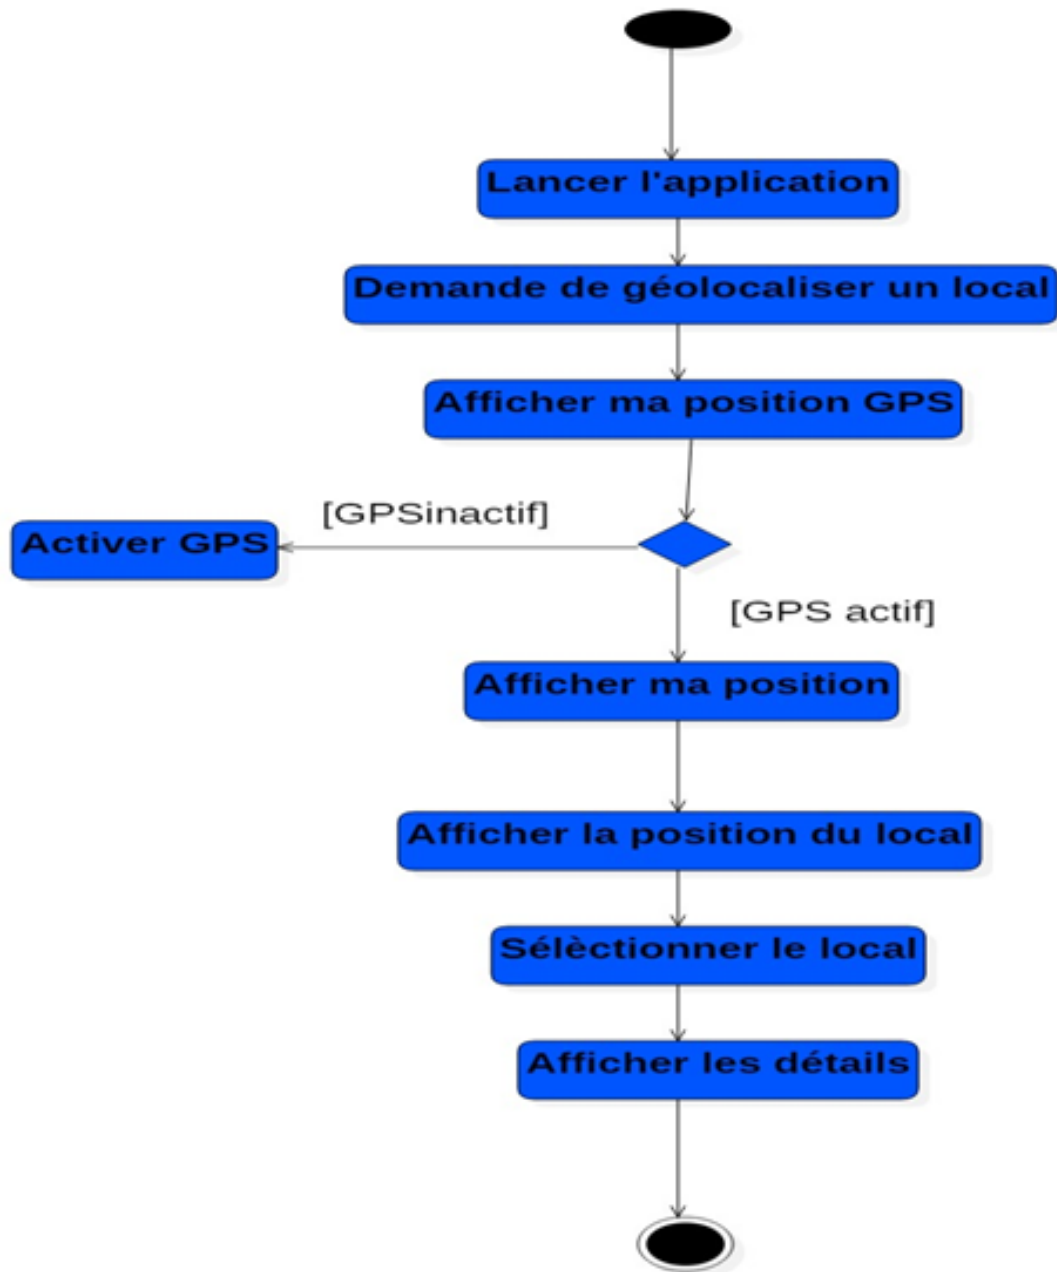 Lancer l'application
Demande de géolocaliser un local
Afficher ma position GPS
[GPSinactif]
Activer GPS
[GPS actif]
Afficher ma position
Afficher la position du local
Sélèctionner le local
Afficher les détails